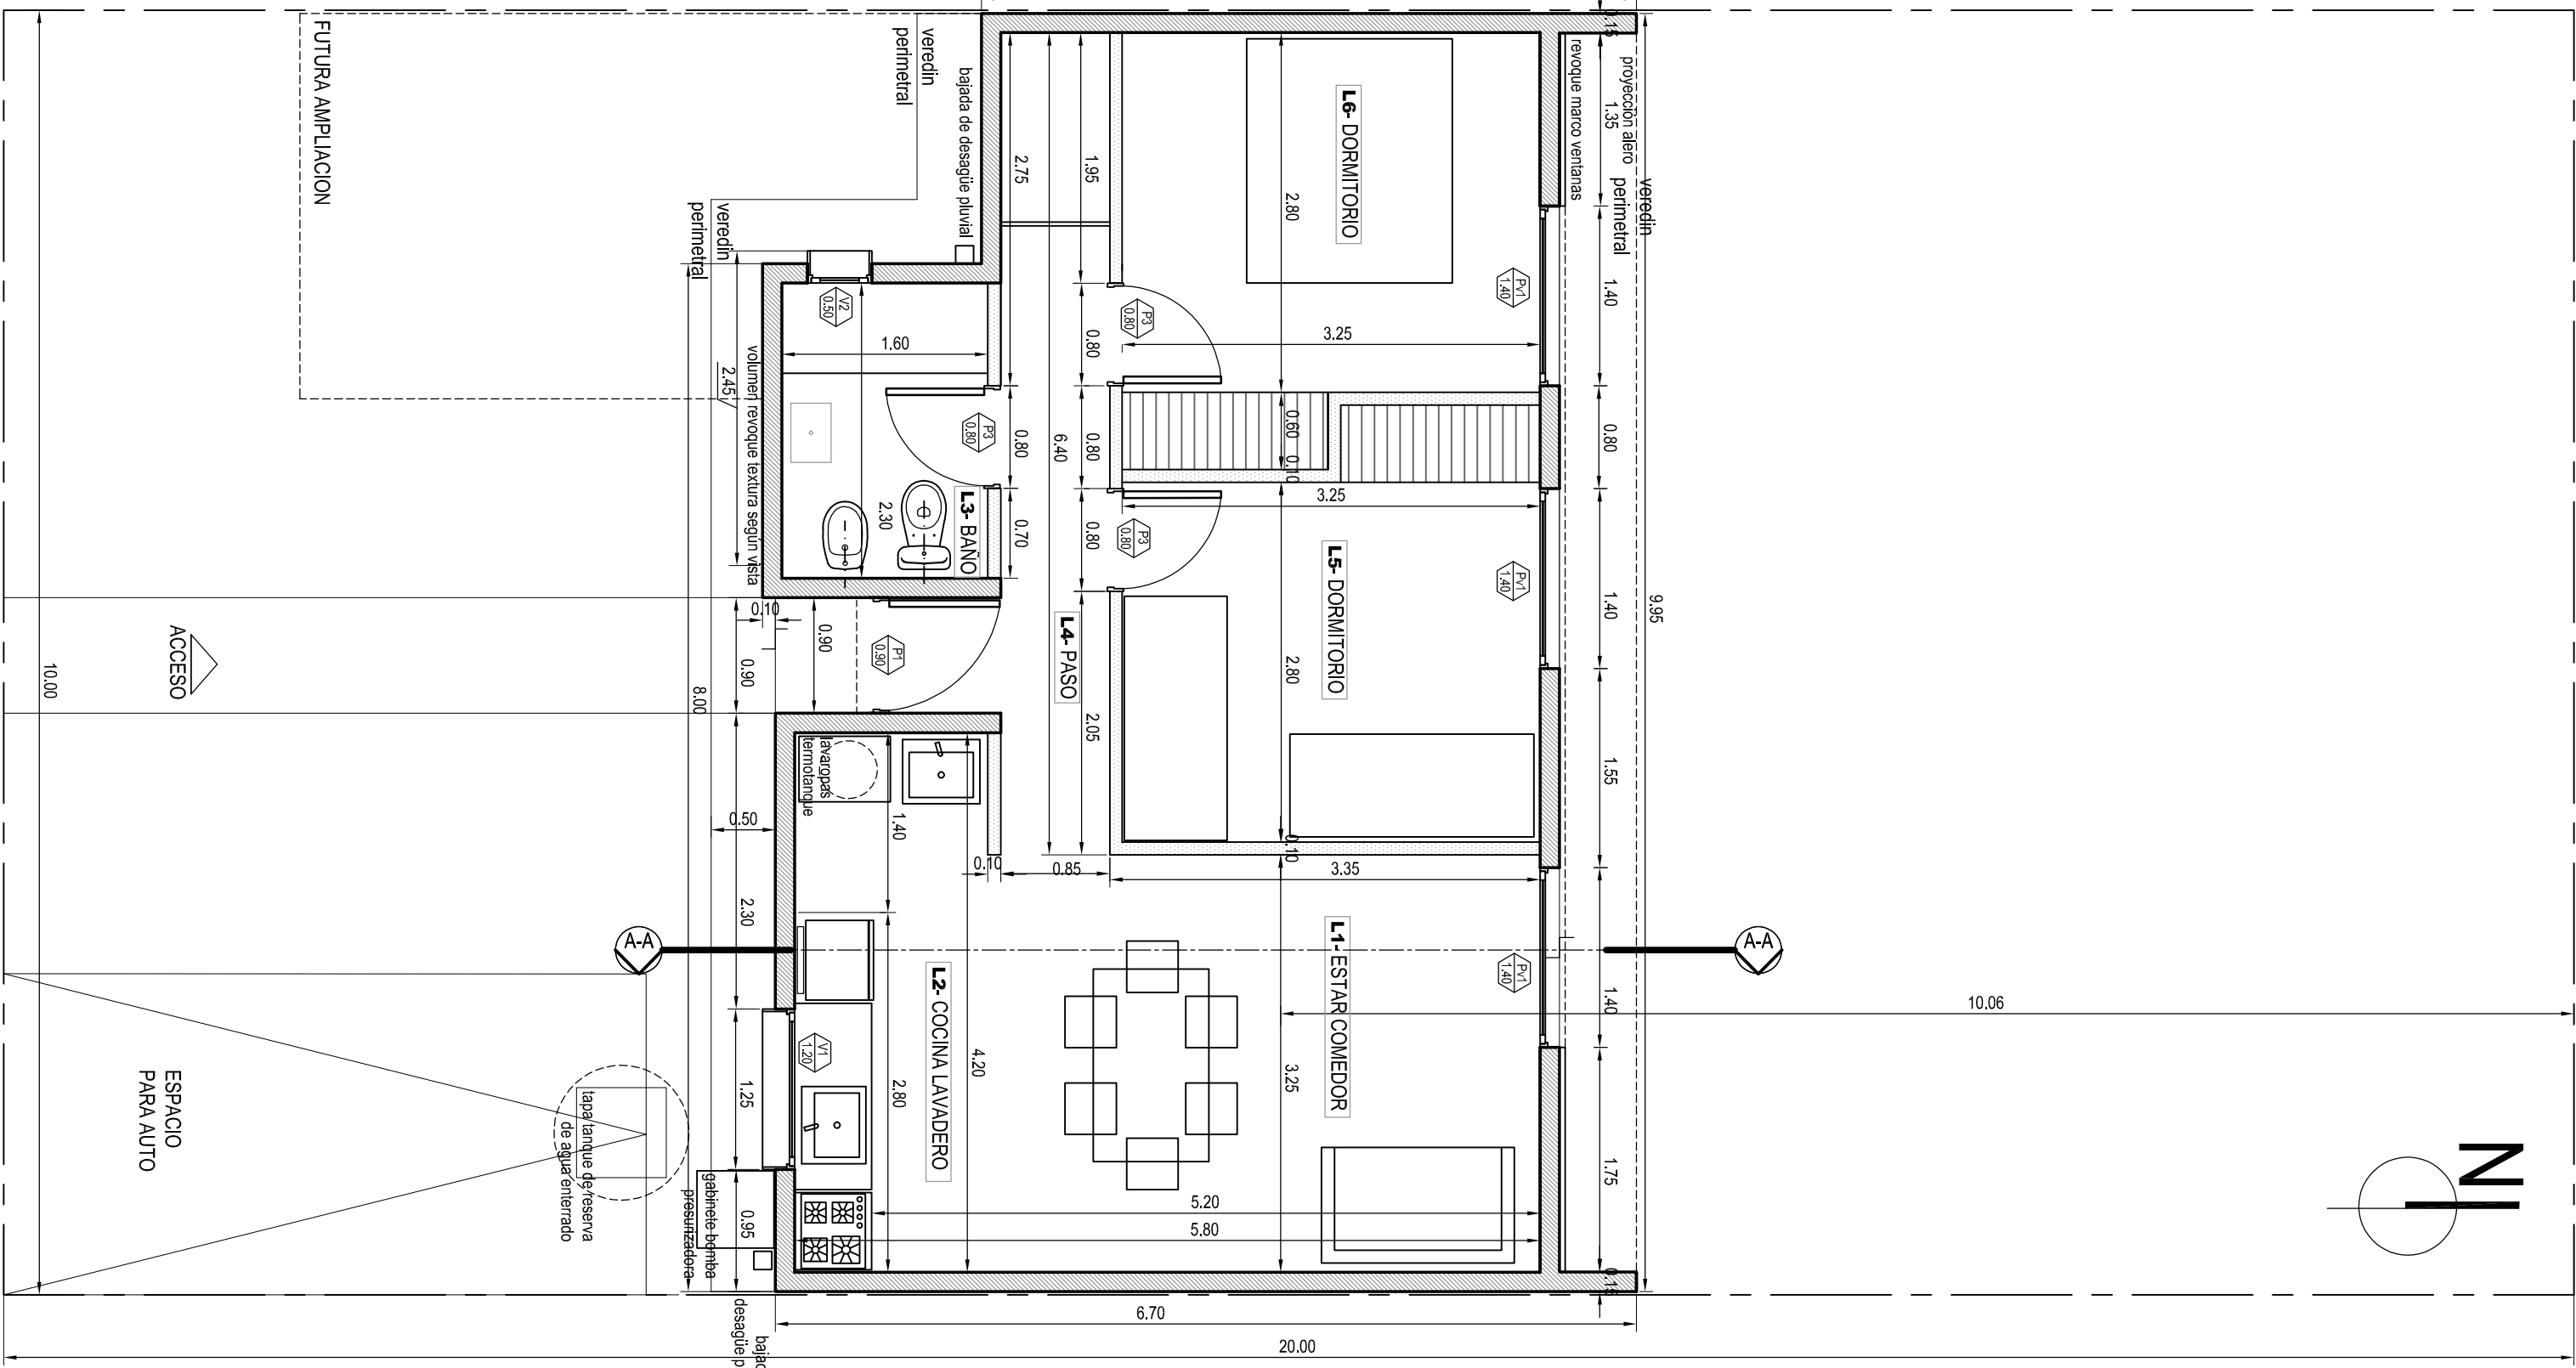 FUTURA AMPLIACION
veredin
perimetral
bajada de desagüe pluvial
veredin
perimetral
volumen revoque textura según vista
2.45
8.00
10.00
ACCESO
ESPACIO
PARA AUTO
tapa tanque de reserva
de agua enterrado
gabinete bomba
presurizadora
0.10
0.90
0.90
0.50
2.30
1.25
0.95
A-A
L3- BAÑO
V2
0.50
1.60
2.30
P3
0.80
P1
0.90
2.75
0.80
0.70
6.40
1.95
0.80
0.80
0.80
2.05
L4- PASO
L6- DORMITORIO
2.80
3.25
P3
0.80
Pv1
1.40
0.60
0.10
3.25
L5- DORMITORIO
2.80
P3
0.80
Pv1
1.40
0.10
3.35
0.85
0.10
lavaropas
termotanque
1.40
2.80
4.20
L2- COCINA LAVADERO
V1
1.20
L1- ESTAR COMEDOR
3.25
Pv1
1.40
5.20
5.80
0.15
revoque marco ventanas
proyección alero
veredin
perimetral
1.35
1.40
0.80
1.40
1.55
1.40
1.75
9.95
A-A
10.06
N
6.70
20.00